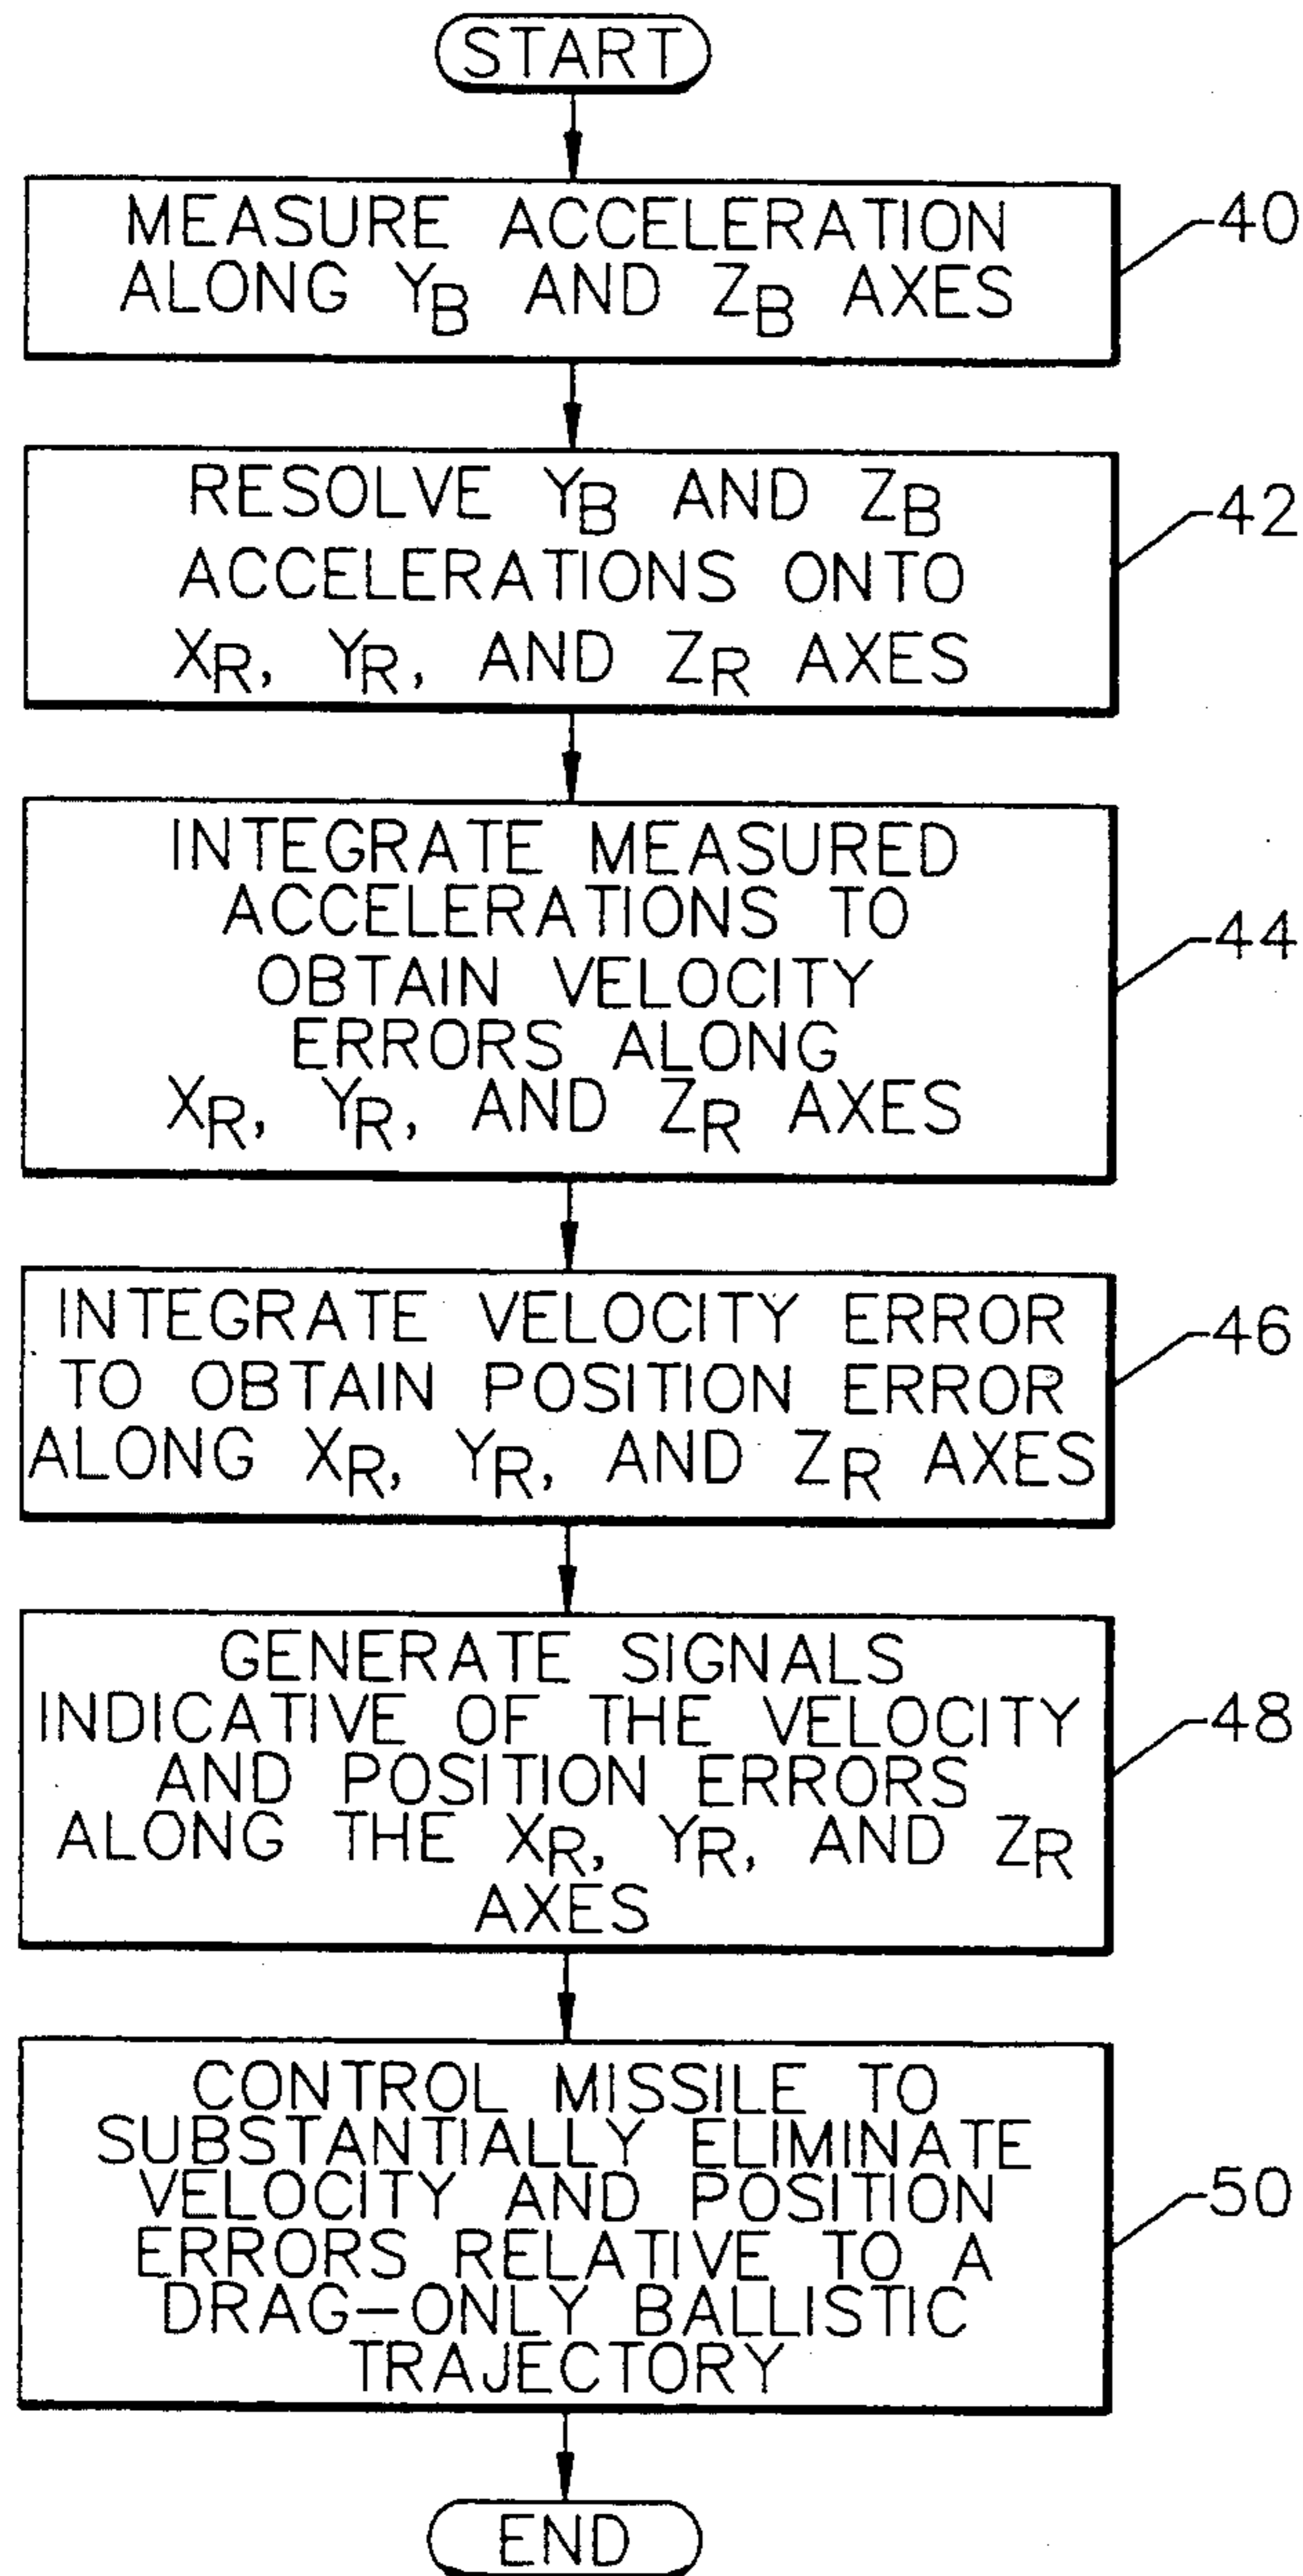 START
MEASURE ACCELERATION
ALONG YB AND ZB AXES
40
RESOLVE YB AND ZB
ACCELERATIONS ONTO
XR, YR, AND ZR AXES
42
INTEGRATE MEASURED
ACCELERATIONS TO
OBTAIN VELOCITY
ERRORS ALONG
XR, YR, AND ZR AXES
44
INTEGRATE VELOCITY ERROR
TO OBTAIN POSITION ERROR
ALONG XR, YR, AND ZR AXES
46
GENERATE SIGNALS
INDICATIVE OF THE VELOCITY
AND POSITION ERRORS
ALONG THE XR, YR, AND ZR
AXES
48
CONTROL MISSILE TO
SUBSTANTIALLY ELIMINATE
VELOCITY AND POSITION
ERRORS RELATIVE TO A
DRAG-ONLY BALLISTIC
TRAJECTORY
50
END